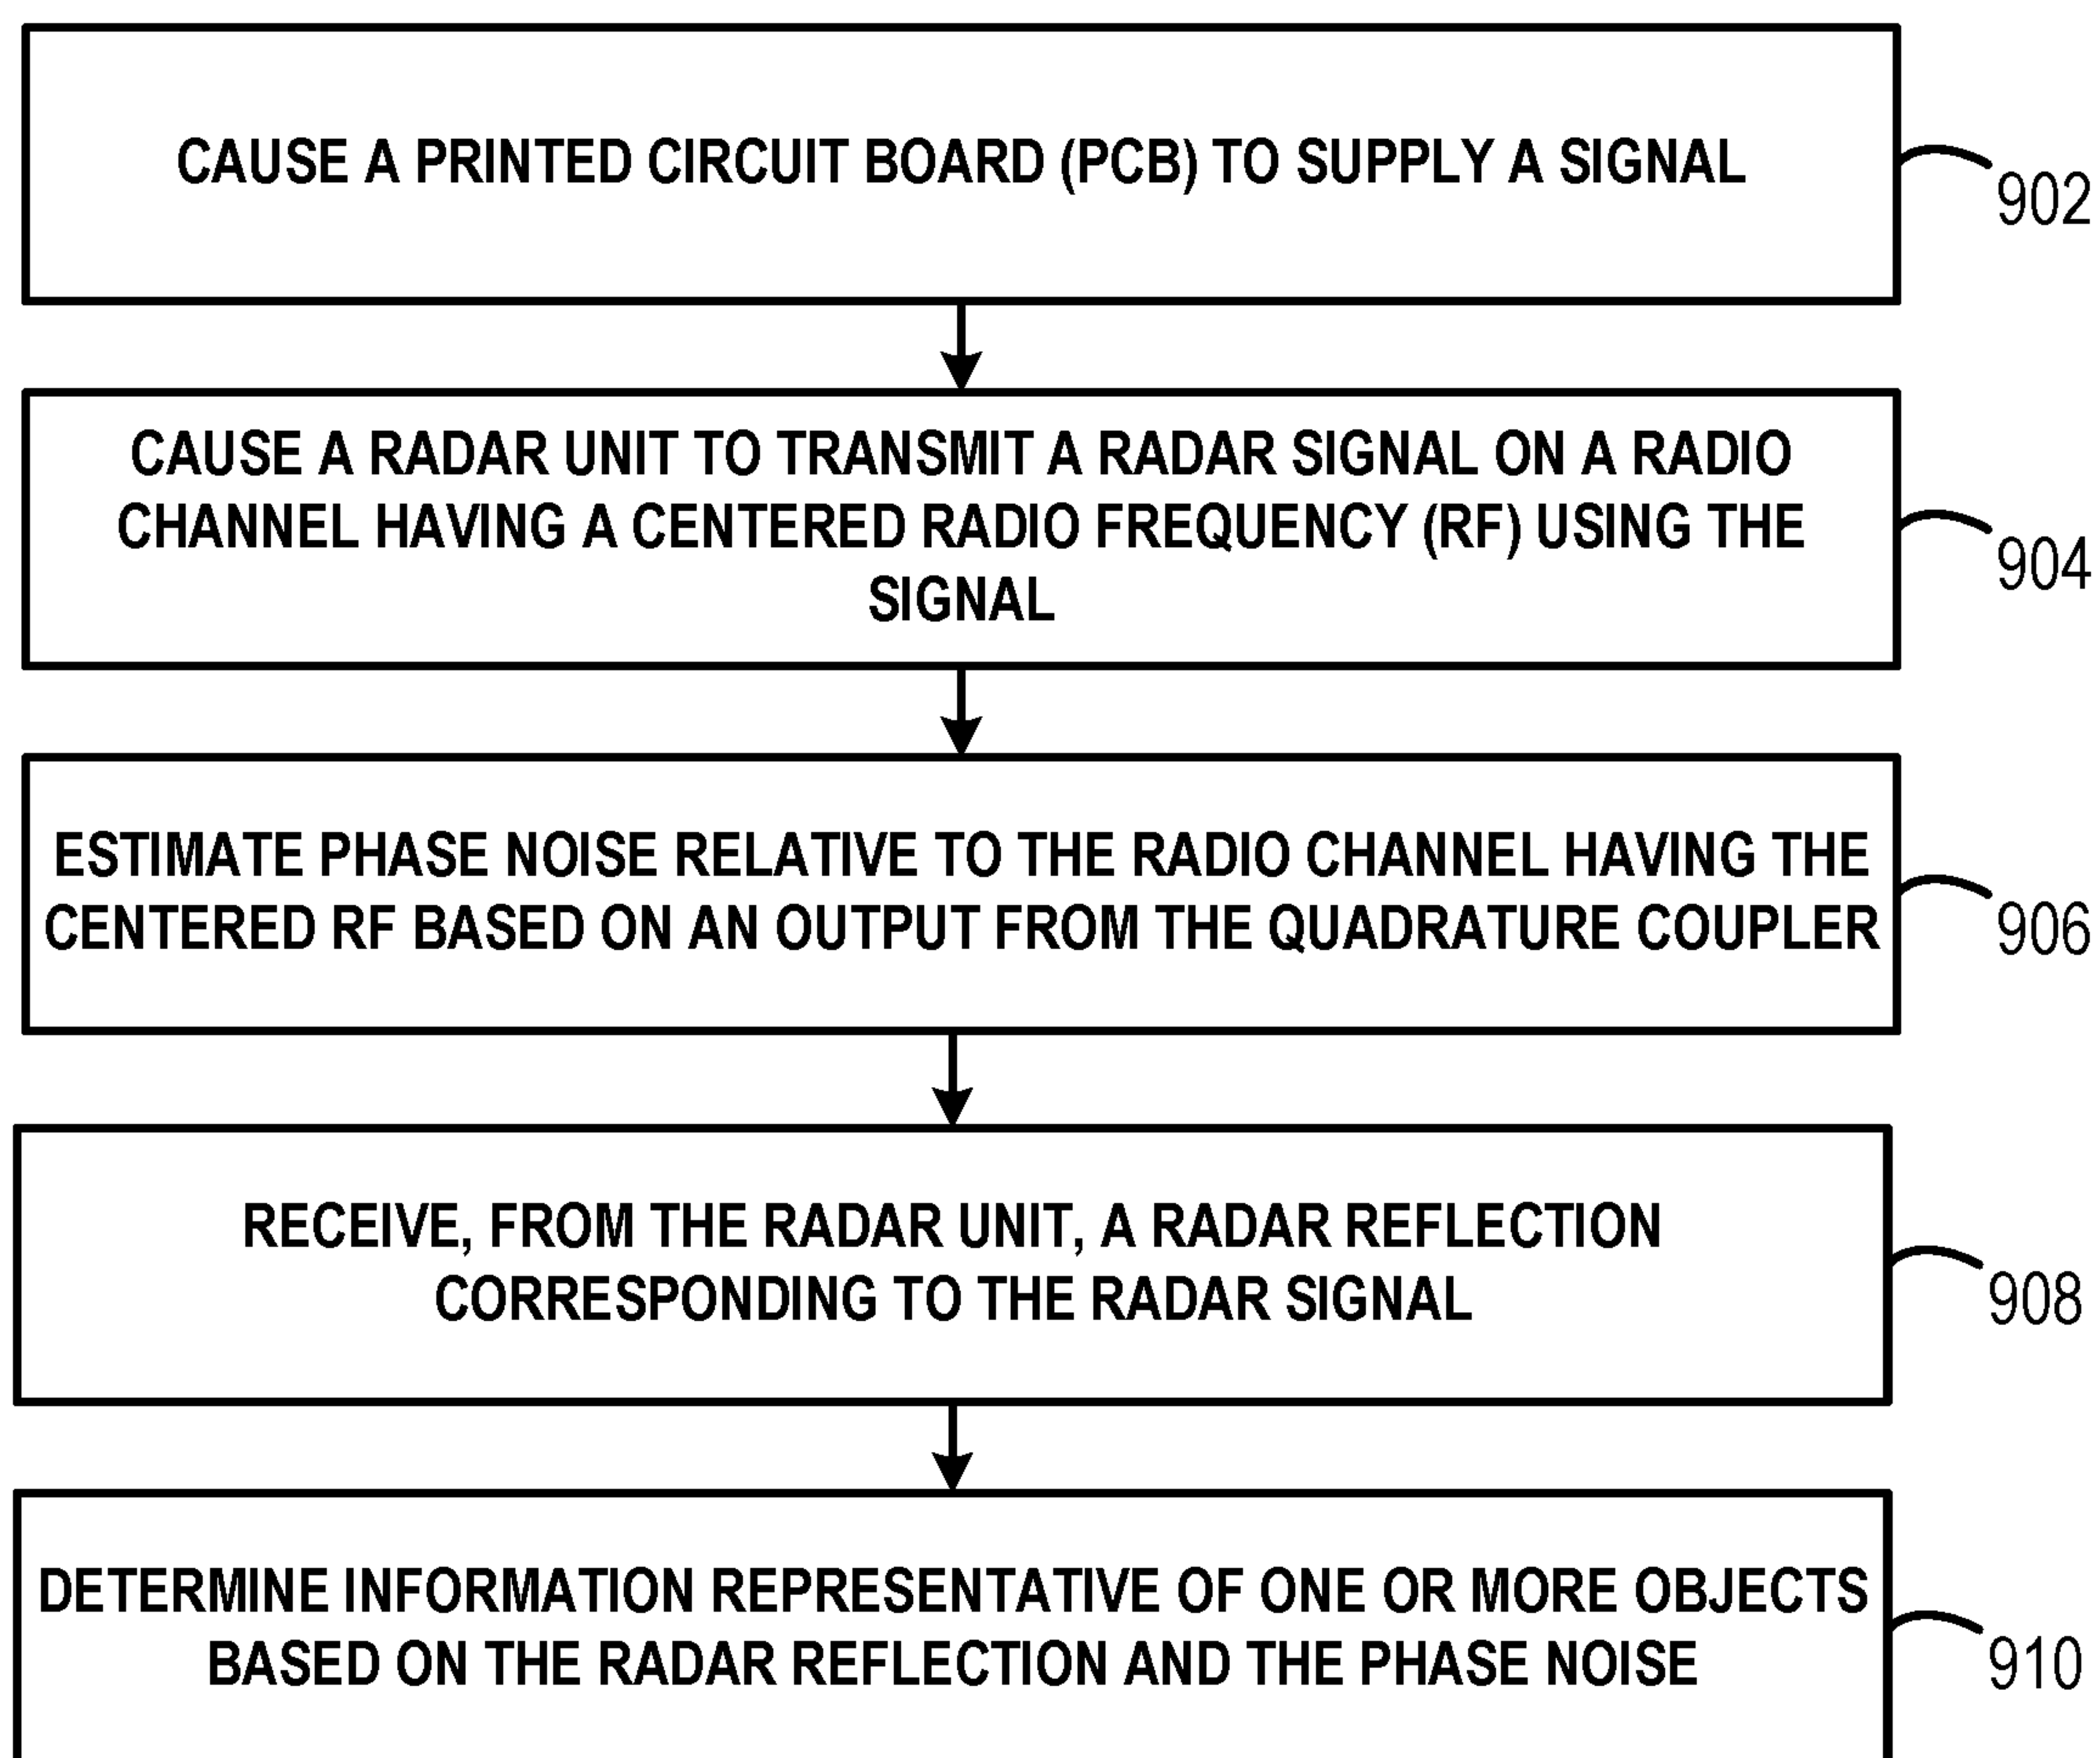 CAUSE A PRINTED CIRCUIT BOARD (PCB) TO SUPPLY A SIGNAL
902
CAUSE A RADAR UNIT TO TRANSMIT A RADAR SIGNAL ON A RADIO
CHANNEL HAVING A CENTERED RADIO FREQUENCY (RF) USING THE
SIGNAL
904
ESTIMATE PHASE NOISE RELATIVE TO THE RADIO CHANNEL HAVING THE
CENTERED RF BASED ON AN OUTPUT FROM THE QUADRATURE COUPLER
906
RECEIVE, FROM THE RADAR UNIT, A RADAR REFLECTION
CORRESPONDING TO THE RADAR SIGNAL
908
DETERMINE INFORMATION REPRESENTATIVE OF ONE OR MORE OBJECTS
BASED ON THE RADAR REFLECTION AND THE PHASE NOISE
910